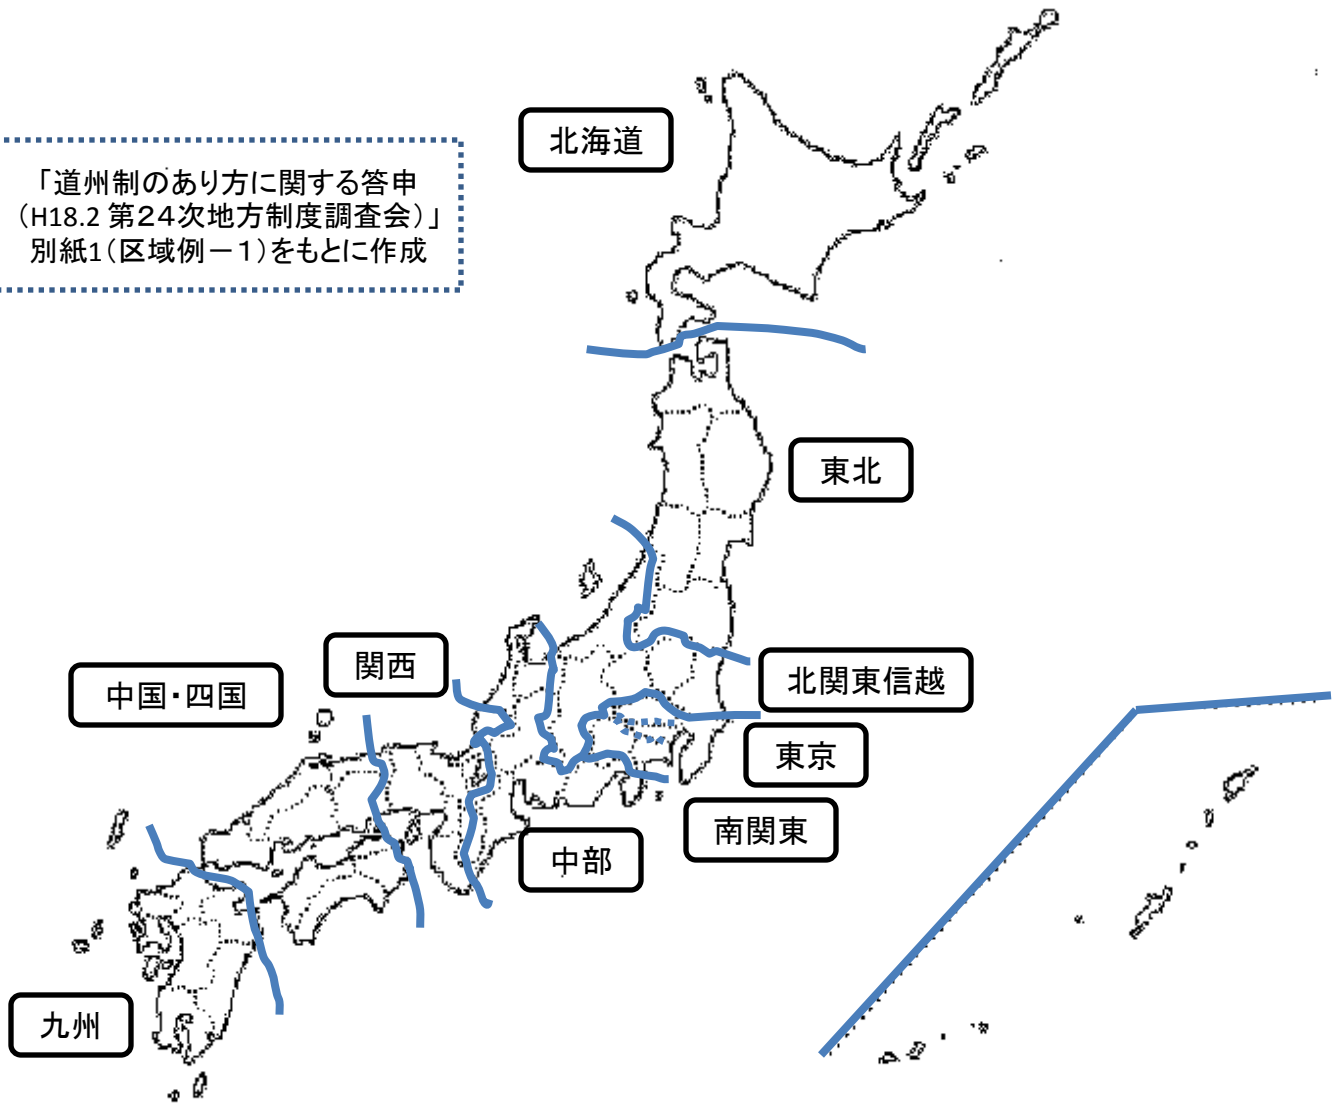 北海道
「道州制のあり方に関する答申
（H18.2 第２４次地方制度調査会）」
別紙1（区域例－１）をもとに作成
東北
関西
北関東信越
中国・四国
東京
南関東
中部
九州